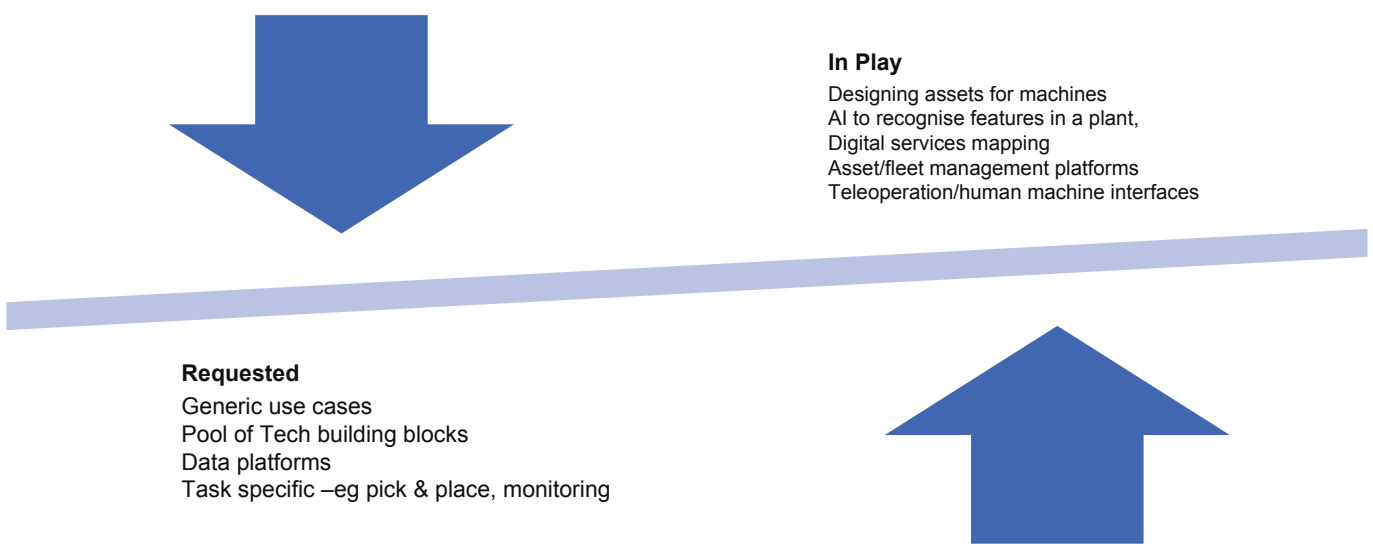 In Play
Designing assets for machines
AI to recognise features in a plant,
Digital services mapping
Asset/fleet management platforms
Teleoperation/human machine interfaces
Requested
Generic use cases
Pool of Tech building blocks
Data platforms
Task specific –eg pick & place, monitoring